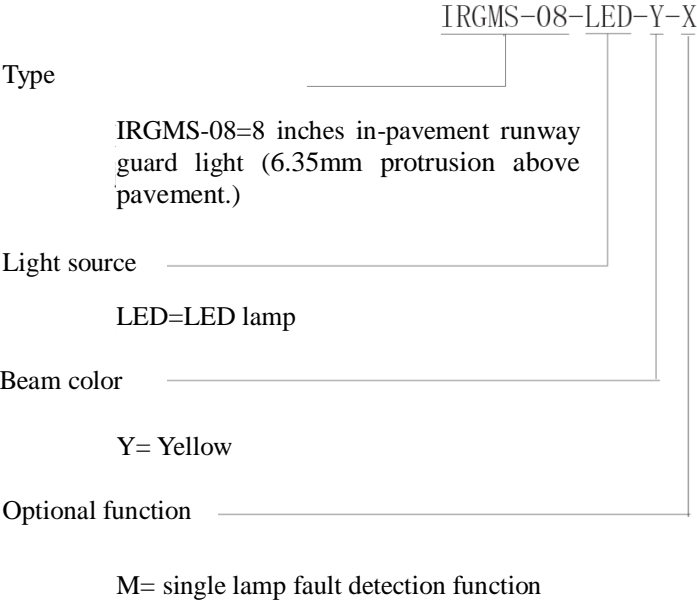 IRGMS-08-LED-Y-X
Type
IRGMS-08=8 inches in-pavement runway
guard light (6.35mm protrusion above
pavement.)
Light source
LED=LED lamp
Beam color
Y= Yellow
Optional function
M= single lamp fault detection function